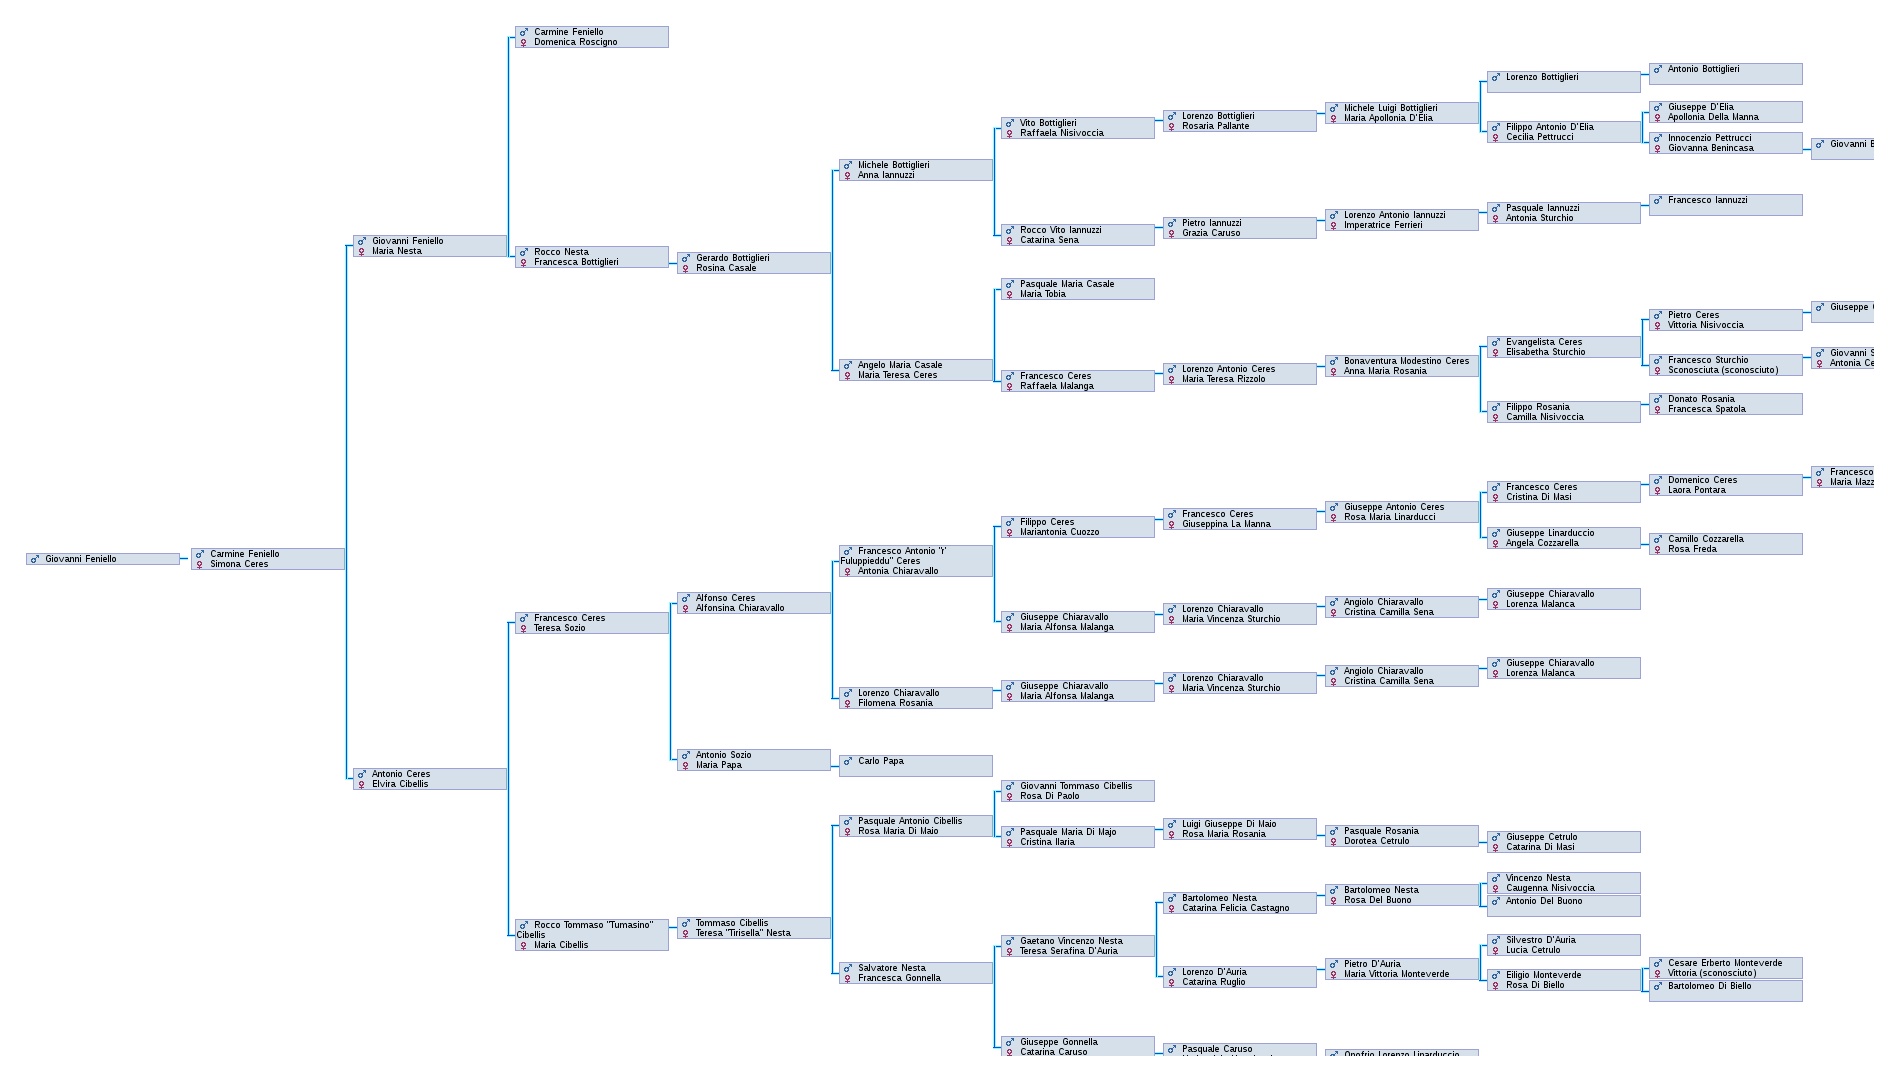 Giovanni Feniello
Carmine Feniello
Simona Ceres
Giovanni Feniello
Maria Nesta
Antonio Ceres
Elvira Cibellis
Carmine Feniello
Domenica Roscigno
Rocco Nesta
Francesca Bottiglieri
Francesco Ceres
Teresa Sozio
Rocco Tommaso "Tumasino"
Cibellis
Maria Cibellis
Gerardo Bottiglieri
Rosina Casale
Alfonso Ceres
Alfonsina Chiaravallo
Antonio Sozio
Maria Papa
Tommaso Cibellis
Teresa "Tirisella" Nesta
Michele Bottiglieri
Anna Iannuzzi
Angelo Maria Casale
Maria Teresa Ceres
Francesco Antonio "r'
Fuluppieddu" Ceres
Antonia Chiaravallo
Lorenzo Chiaravallo
Filomena Rosania
Carlo Papa
Pasquale Antonio Cibellis
Rosa Maria Di Maio
Salvatore Nesta
Francesca Gonnella
Vito Bottiglieri
Raffaela Nisivoccia
Rocco Vito Iannuzzi
Catarina Sena
Pasquale Maria Casale
Maria Tobia
Francesco Ceres
Raffaela Malanga
Filippo Ceres
Mariantonia Cuozzo
Giuseppe Chiaravallo
Maria Alfonsa Malanga
Giuseppe Chiaravallo
Maria Alfonsa Malanga
Giovanni Tommaso Cibellis
Rosa Di Paolo
Pasquale Maria Di Majo
Cristina Ilaria
Gaetano Vincenzo Nesta
Teresa Serafina D'Auria
Giuseppe Gonnella
Catarina Caruso
Lorenzo Bottiglieri
Rosaria Pallante
Pietro Iannuzzi
Grazia Caruso
Lorenzo Antonio Ceres
Maria Teresa Rizzolo
Francesco Ceres
Giuseppina La Manna
Lorenzo Chiaravallo
Maria Vincenza Sturchio
Lorenzo Chiaravallo
Maria Vincenza Sturchio
Luigi Giuseppe Di Maio
Rosa Maria Rosania
Bartolomeo Nesta
Catarina Felicia Castagno
Lorenzo D'Auria
Catarina Ruglio
Pasquale Caruso
Michele Luigi Bottiglieri
Maria Apollonia D'Elia
Lorenzo Antonio Iannuzzi
Imperatrice Ferrieri
Bonaventura Modestino Ceres
Anna Maria Rosania
Giuseppe Antonio Ceres
Rosa Maria Linarducci
Angiolo Chiaravallo
Cristina Camilla Sena
Angiolo Chiaravallo
Cristina Camilla Sena
Pasquale Rosania
Dorotea Cetrulo
Bartolomeo Nesta
Rosa Del Buono
Pietro D'Auria
Maria Vittoria Monteverde
Onofrio Lorenzo Linarduccio
Lorenzo Bottiglieri
Filippo Antonio D'Elia
Cecilia Pettrucci
Pasquale Iannuzzi
Antonia Sturchio
Evangelista Ceres
Elisabetha Sturchio
Filippo Rosania
Camilla Nisivoccia
Francesco Ceres
Cristina Di Masi
Giuseppe Linarduccio
Angela Cozzarella
Giuseppe Chiaravallo
Lorenza Malanca
Giuseppe Chiaravallo
Lorenza Malanca
Giuseppe Cetrulo
Catarina Di Masi
Vincenzo Nesta
Caugenna Nisivoccia
Antonio Del Buono
Silvestro D'Auria
Lucia Cetrulo
Eiligio Monteverde
Rosa Di Biello
Antonio Bottiglieri
Giuseppe D'Elia
Apollonia Della Manna
Innocenzio Pettrucci
Giovanna Benincasa
Francesco Iannuzzi
Pietro Ceres
Vittoria Nisivoccia
Francesco Sturchio
Sconosciuta (sconosciuto)
Donato Rosania
Francesca Spatola
Domenico Ceres
Laora Pontara
Camillo Cozzarella
Rosa Freda
Cesare Erberto Monteverde
Vittoria (sconosciuto)
Bartolomeo Di Biello
Giovanni B
Giuseppe
Giovanni S
Antonia Ce
Francesco
Maria Mazz